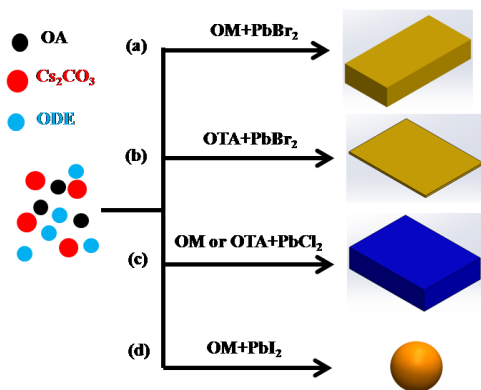 OA
Cs₂CO₃
ODE
(a) OM+PbBr₂
(b) OTA+PbBr₂
(c) OM or OTA+PbCl₂
(d) OM+PbI₂